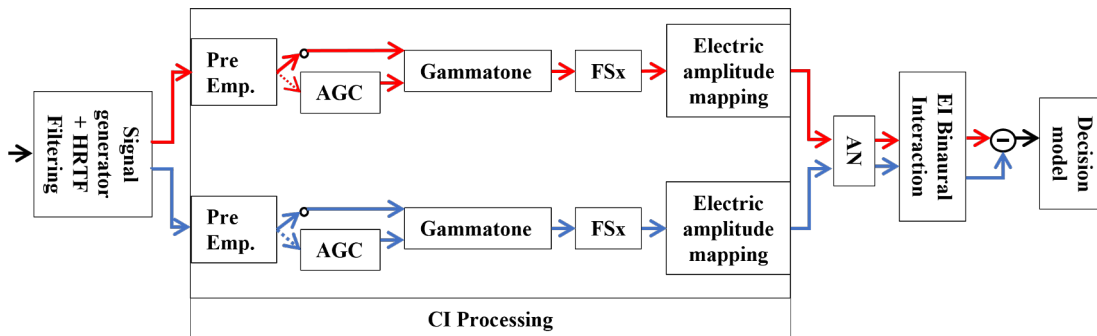 Signal
generator
+ HRTF
Filtering
Pre
Emp.
AGC
Gammatone
FSx
Electric
amplitude
mapping
Pre
Emp.
AGC
Gammatone
FSx
Electric
amplitude
mapping
CI Processing
AN
EI Binaural
Interaction
Decision
model